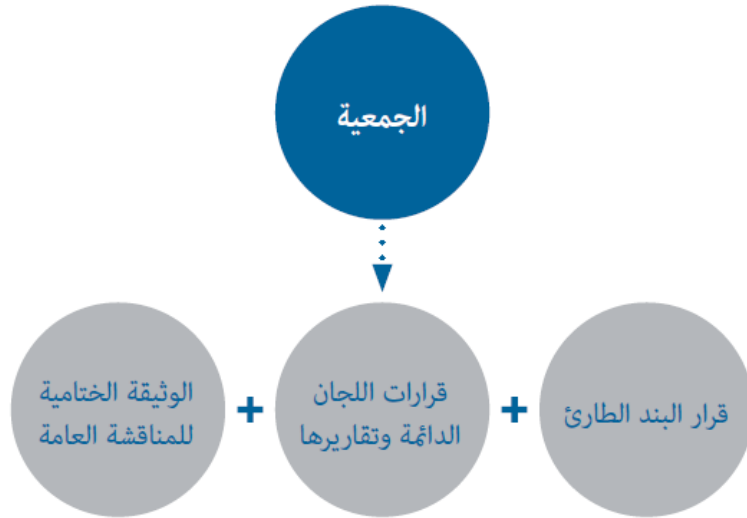 الجمعية
قرار البند الطارئ
+
قرارات اللجان
الدائمة وتقاريرها
+
الوثيقة الختامية
للمناقشة العامة